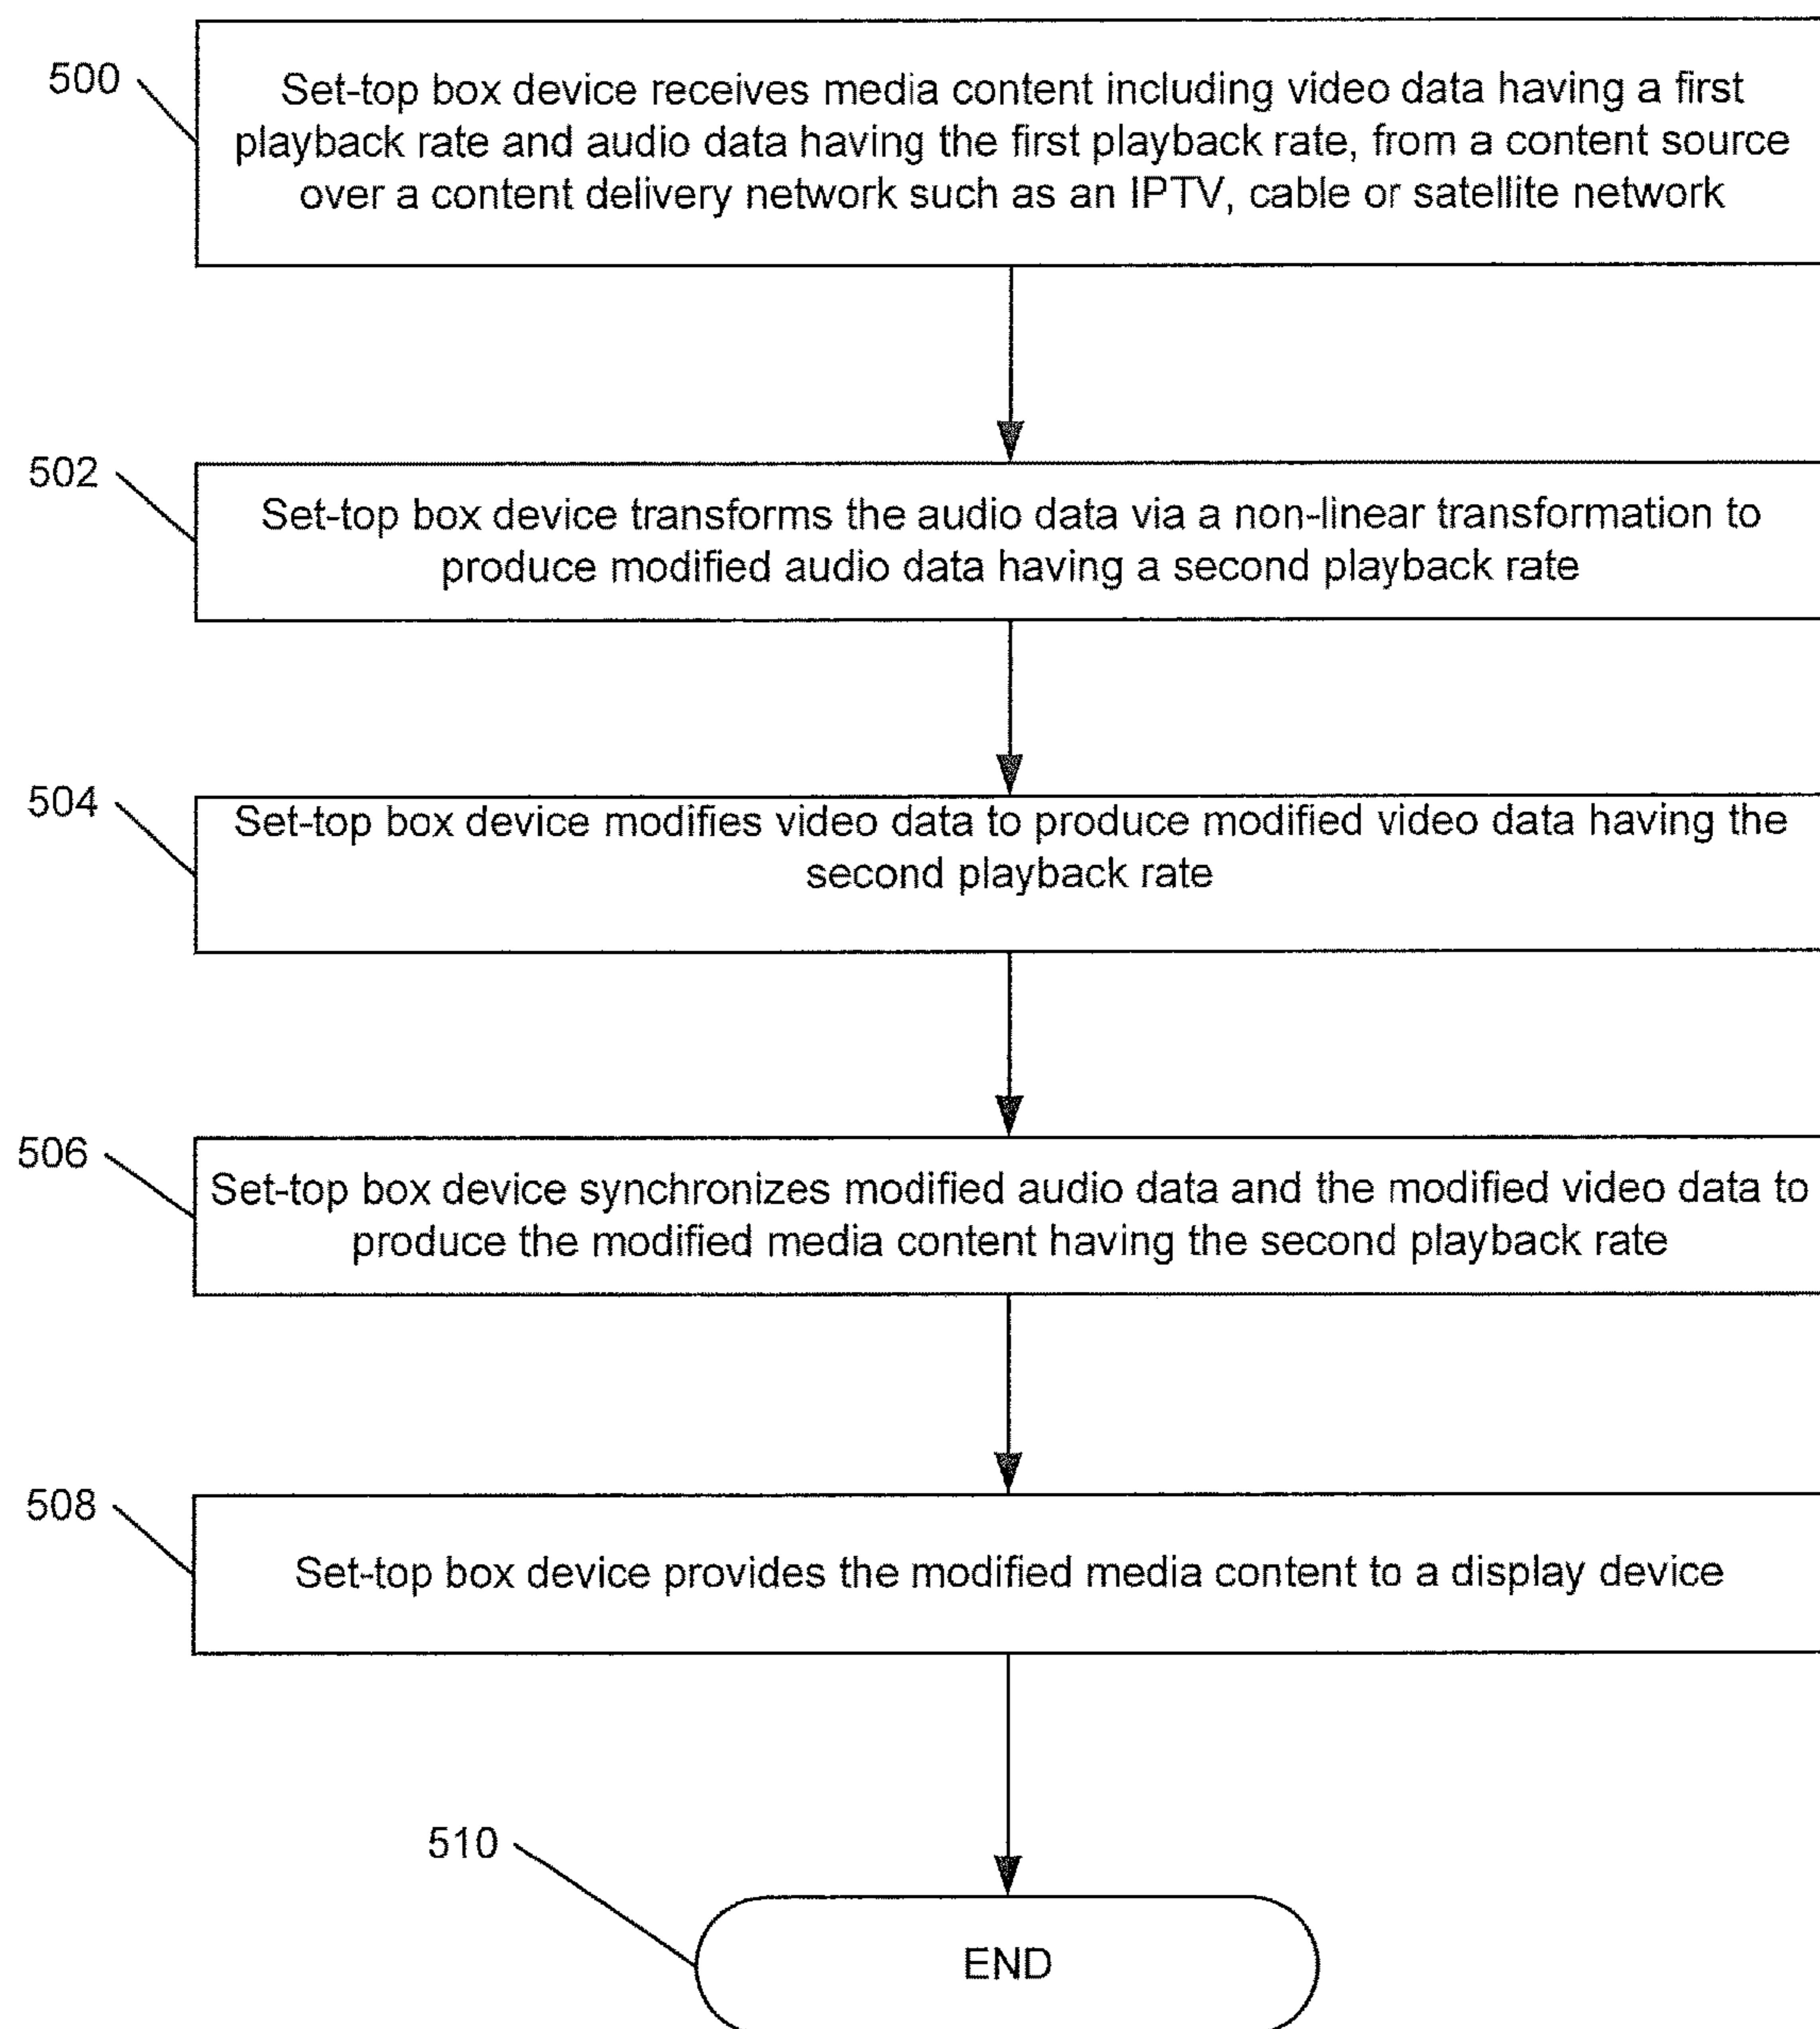 500
Set-top box device receives media content including video data having a first
playback rate and audio data having the first playback rate, from a content source
over a content delivery network such as an IPTV, cable or satellite network
502
Set-top box device transforms the audio data via a non-linear transformation to
produce modified audio data having a second playback rate
504
Set-top box device modifies video data to produce modified video data having the
second playback rate
506
Set-top box device synchronizes modified audio data and the modified video data to
produce the modified media content having the second playback rate
508
Set-top box device provides the modified media content to a display device
510
END